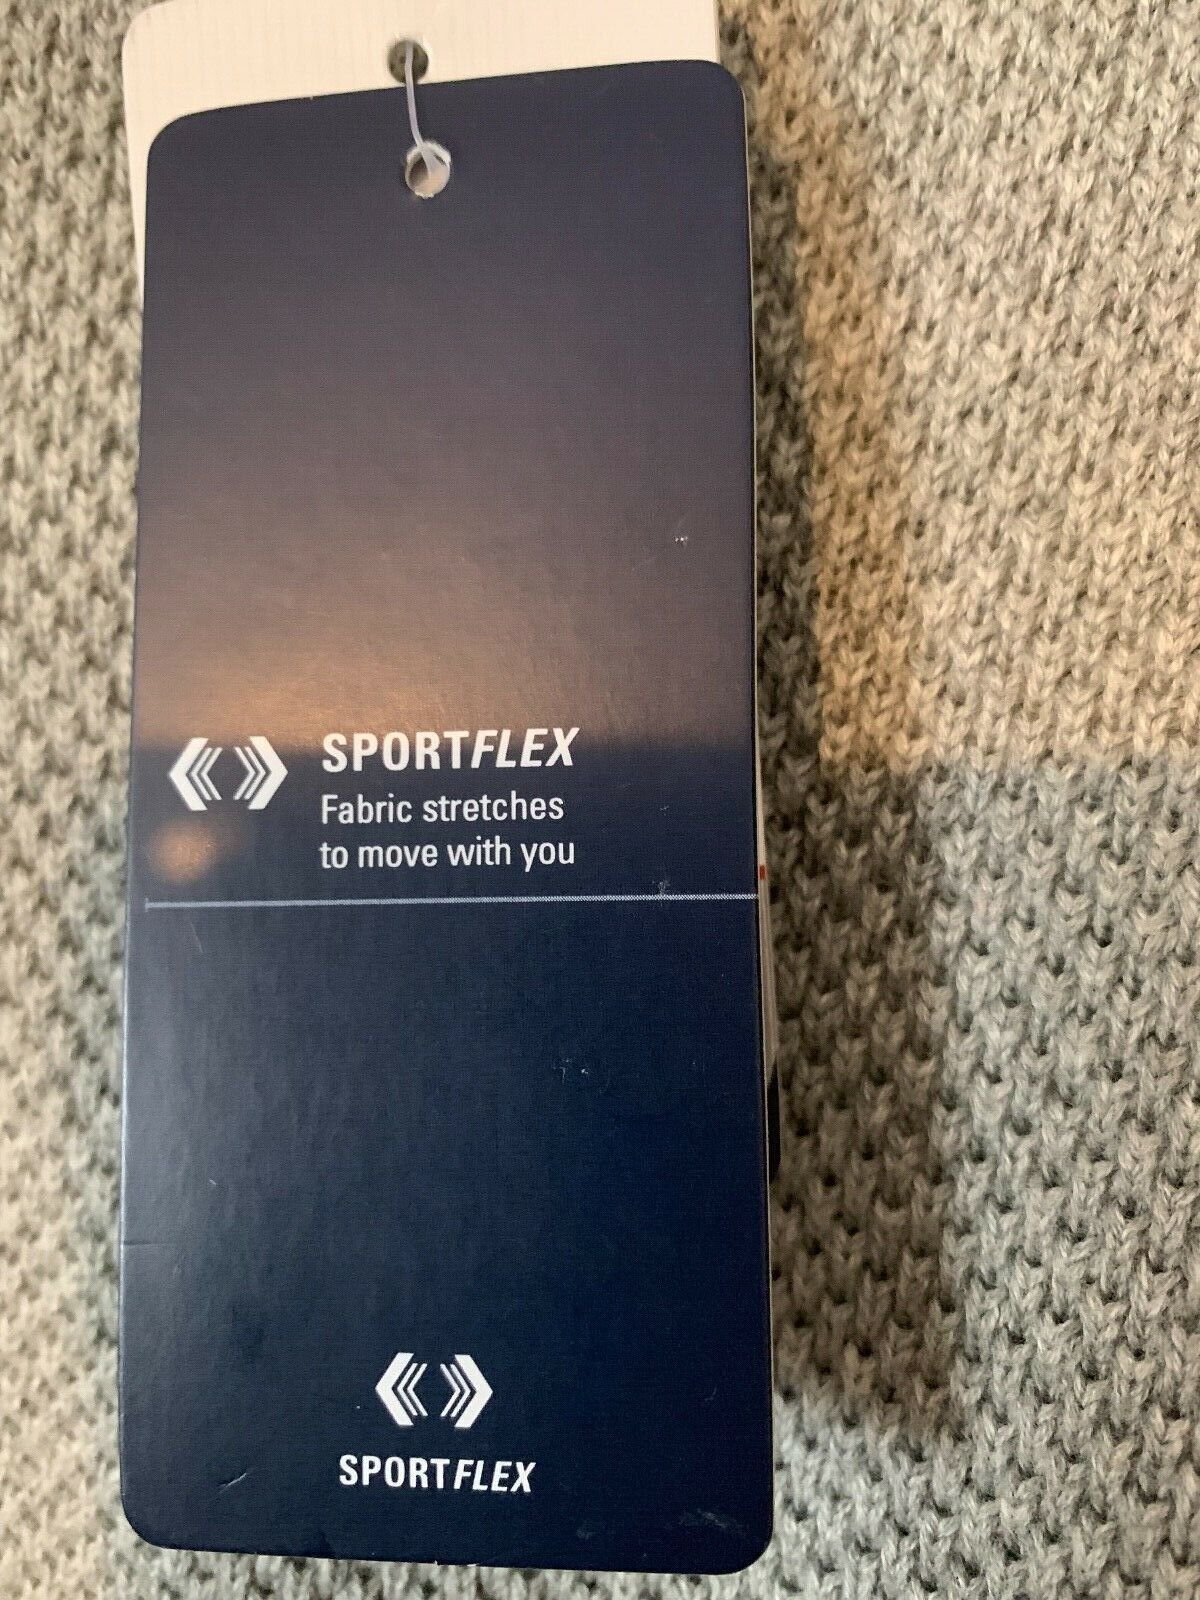 SPORTFLEX
Fabric stretches
to move with you
SPORTFLEX